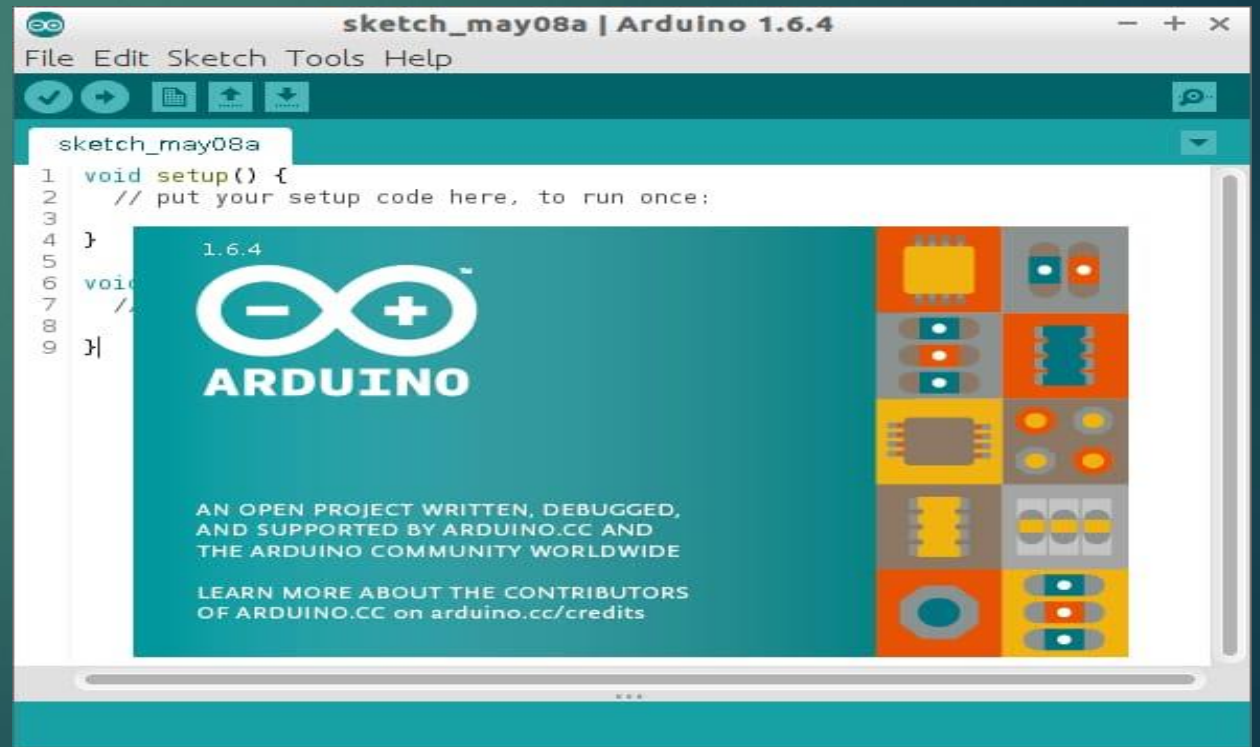 sketch_may08a | Arduino 1.6.4
File Edit Sketch Tools Help
sketch_may08a
1 void setup() {
2 // put your setup code here, to run once:
3
4 }
5
6 void
7 //
8
9 }
1.6.4
ARDUINO
TM
AN OPEN PROJECT WRITTEN, DEBUGGED,
AND SUPPORTED BY ARDUINO.CC AND
THE ARDUINO COMMUNITY WORLDWIDE
LEARN MORE ABOUT THE CONTRIBUTORS
OF ARDUINO.CC on arduino.cc/credits